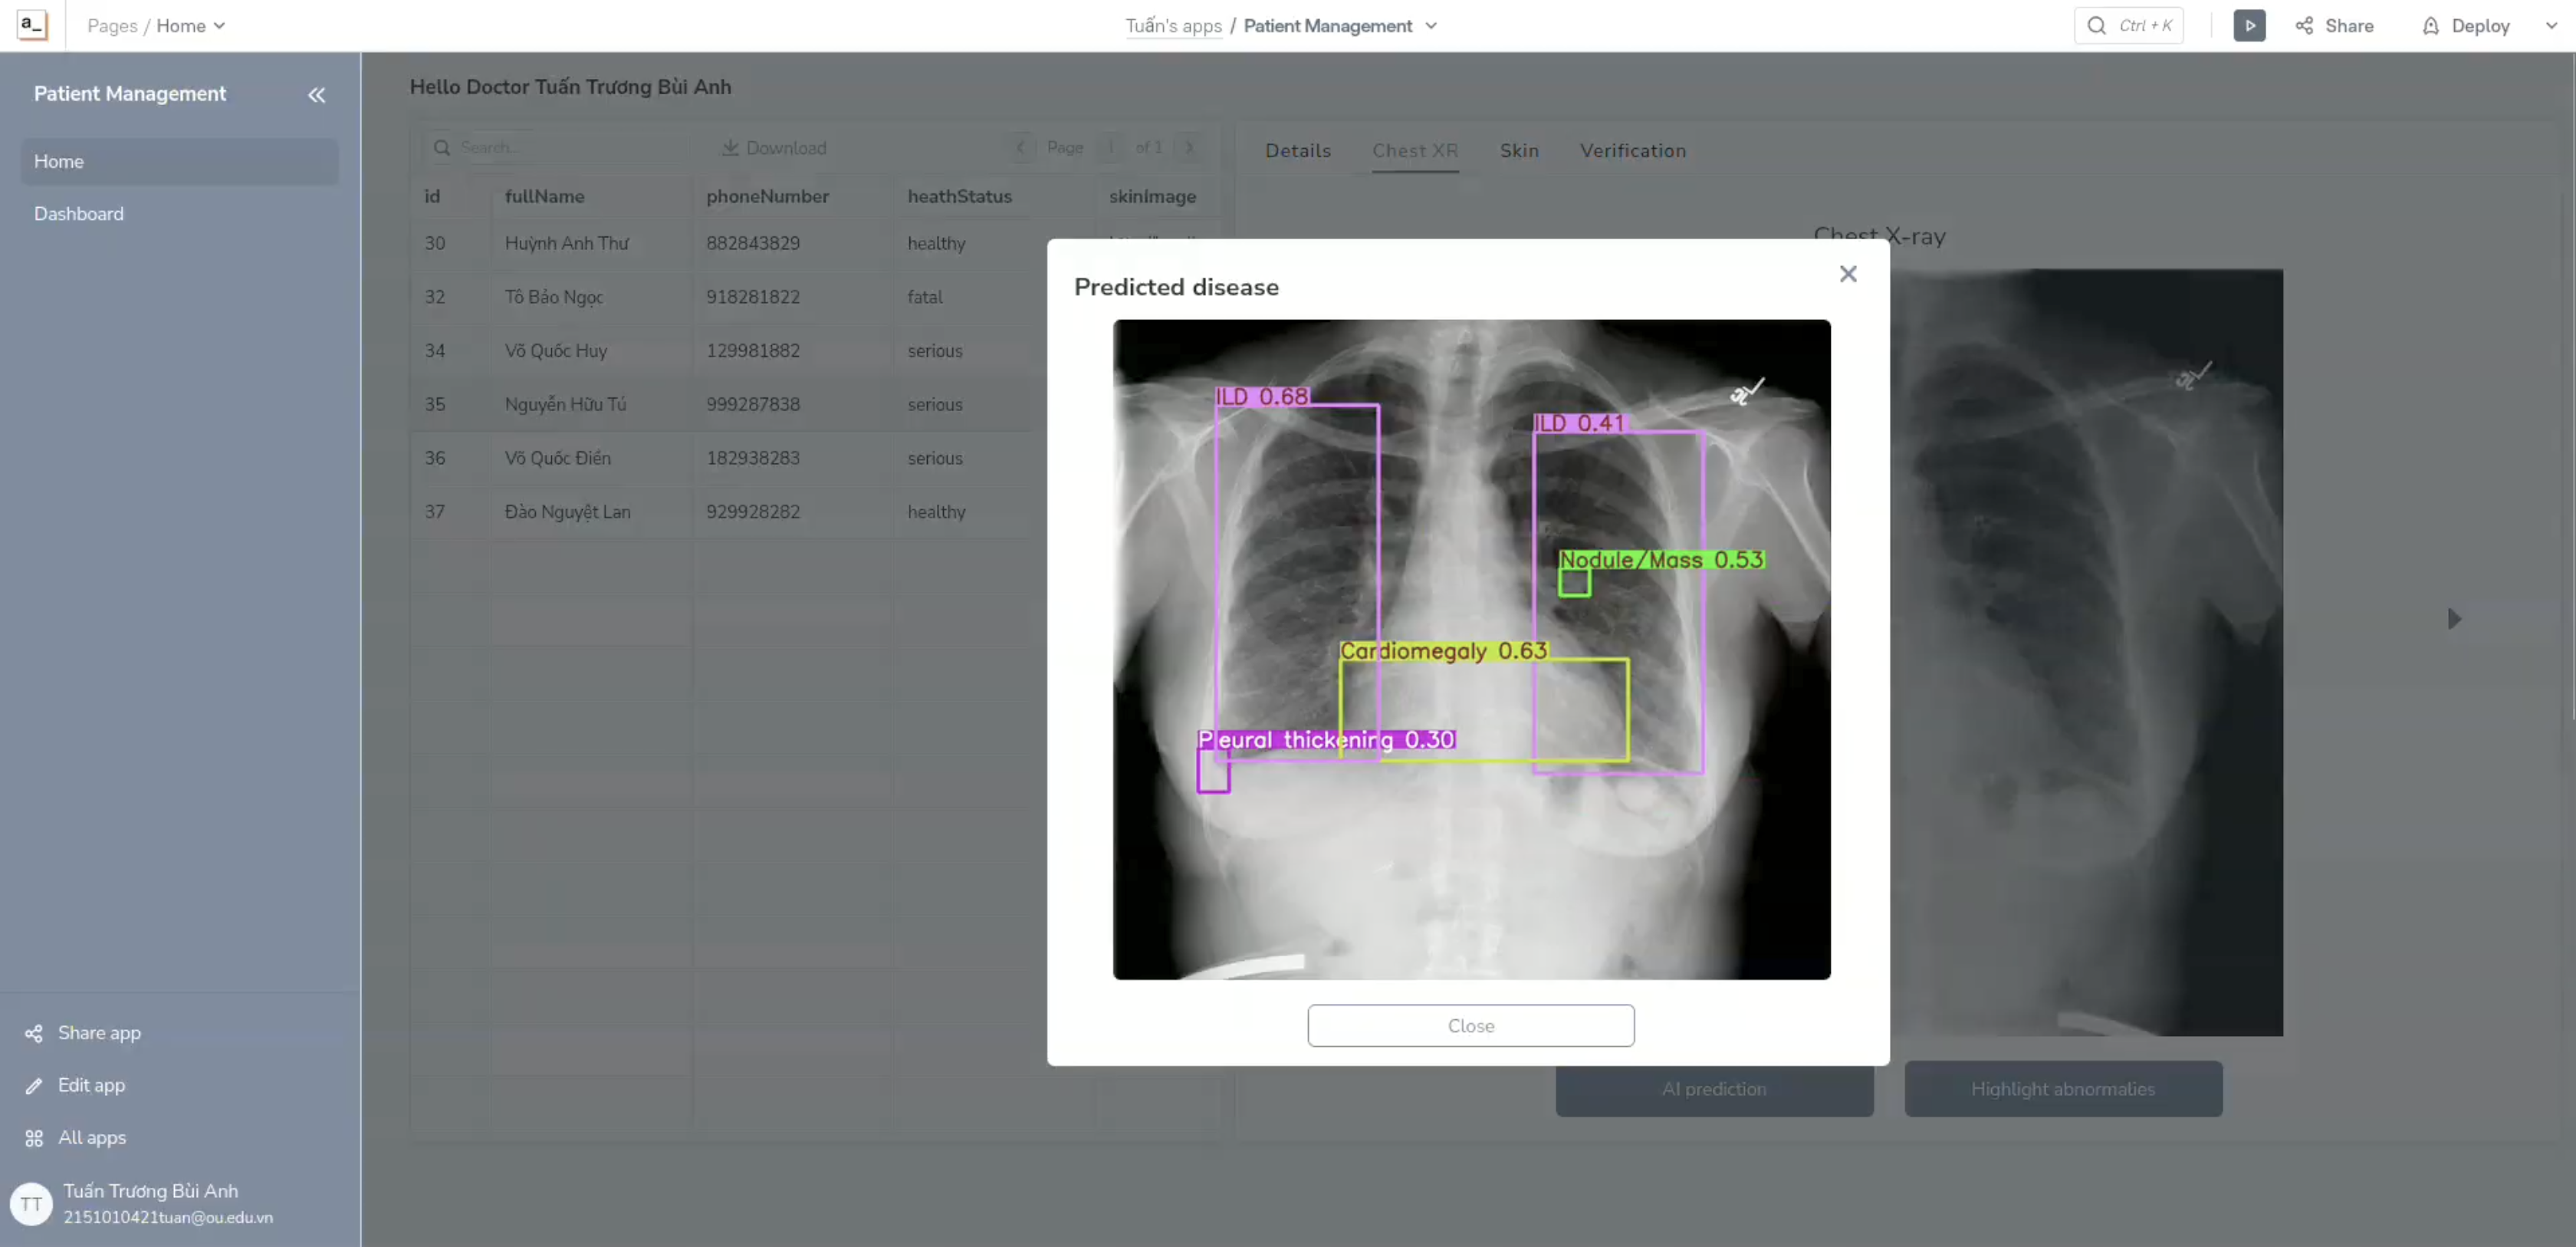 a_
Pages / Home
Tuấn's apps / Patient Management
Ctrl + K
Share
Deploy
Patient Management
Home
Dashboard
Share app
Edit app
All apps
TT
Tuấn Trương Bùi Anh
2151010421tuan@ou.edu.vn
Hello Doctor Tuấn Trương Bùi Anh
Search...
Download
Page 1 of 1
id fullName phoneNumber heathStatus skinImage
30 Huỳnh Anh Thư 882843829 healthy
32 Tô Bảo Ngọc 918281822 fatal
34 Võ Quốc Huy 129981882 serious
35 Nguyễn Hữu Tú 999287838 serious
36 Võ Quốc Điền 182938283 serious
37 Đào Nguyệt Lan 929928282 healthy
Details Chest XR Skin Verification
Chest X-ray
Predicted disease
ILD 0.68
ILD 0.41
Nodule/Mass 0.53
Cardiomegaly 0.63
Pleural thickening 0.30
Close
AI prediction
Highlight abnormalies